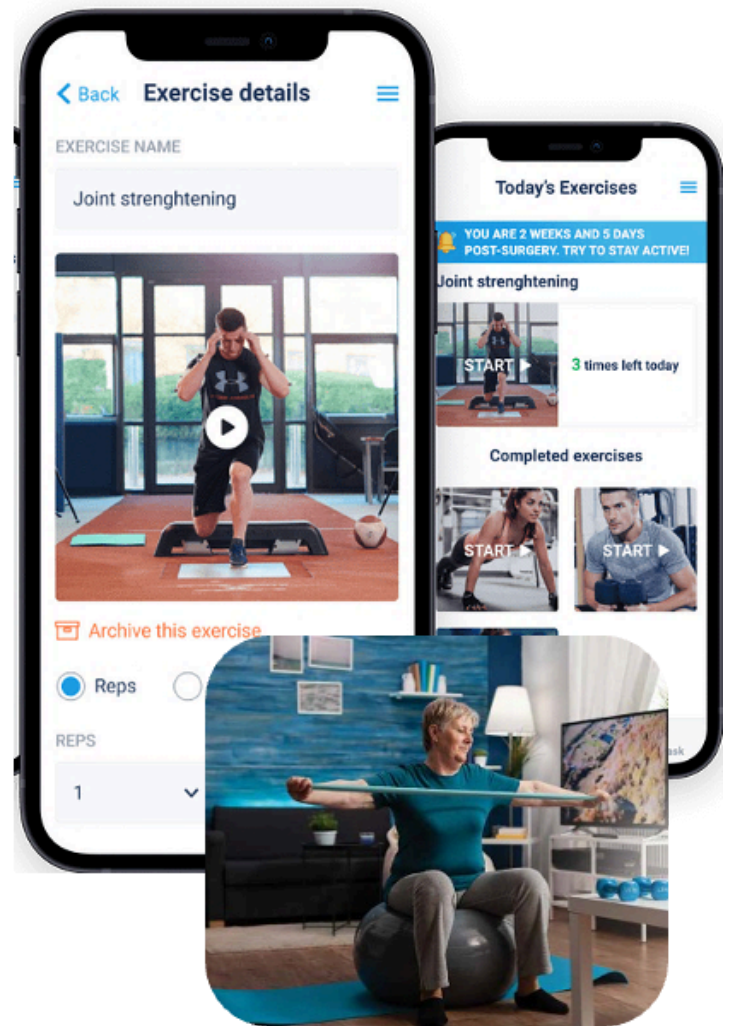 Back Exercise details
EXERCISE NAME
Joint strenghtening
Archive this exercise
Reps
REPS
1
Today's Exercises
YOU ARE 2 WEEKS AND 5 DAYS
POST-SURGERY. TRY TO STAY ACTIVE!
Joint strenghtening
START
3 times left today
Completed exercises
START START